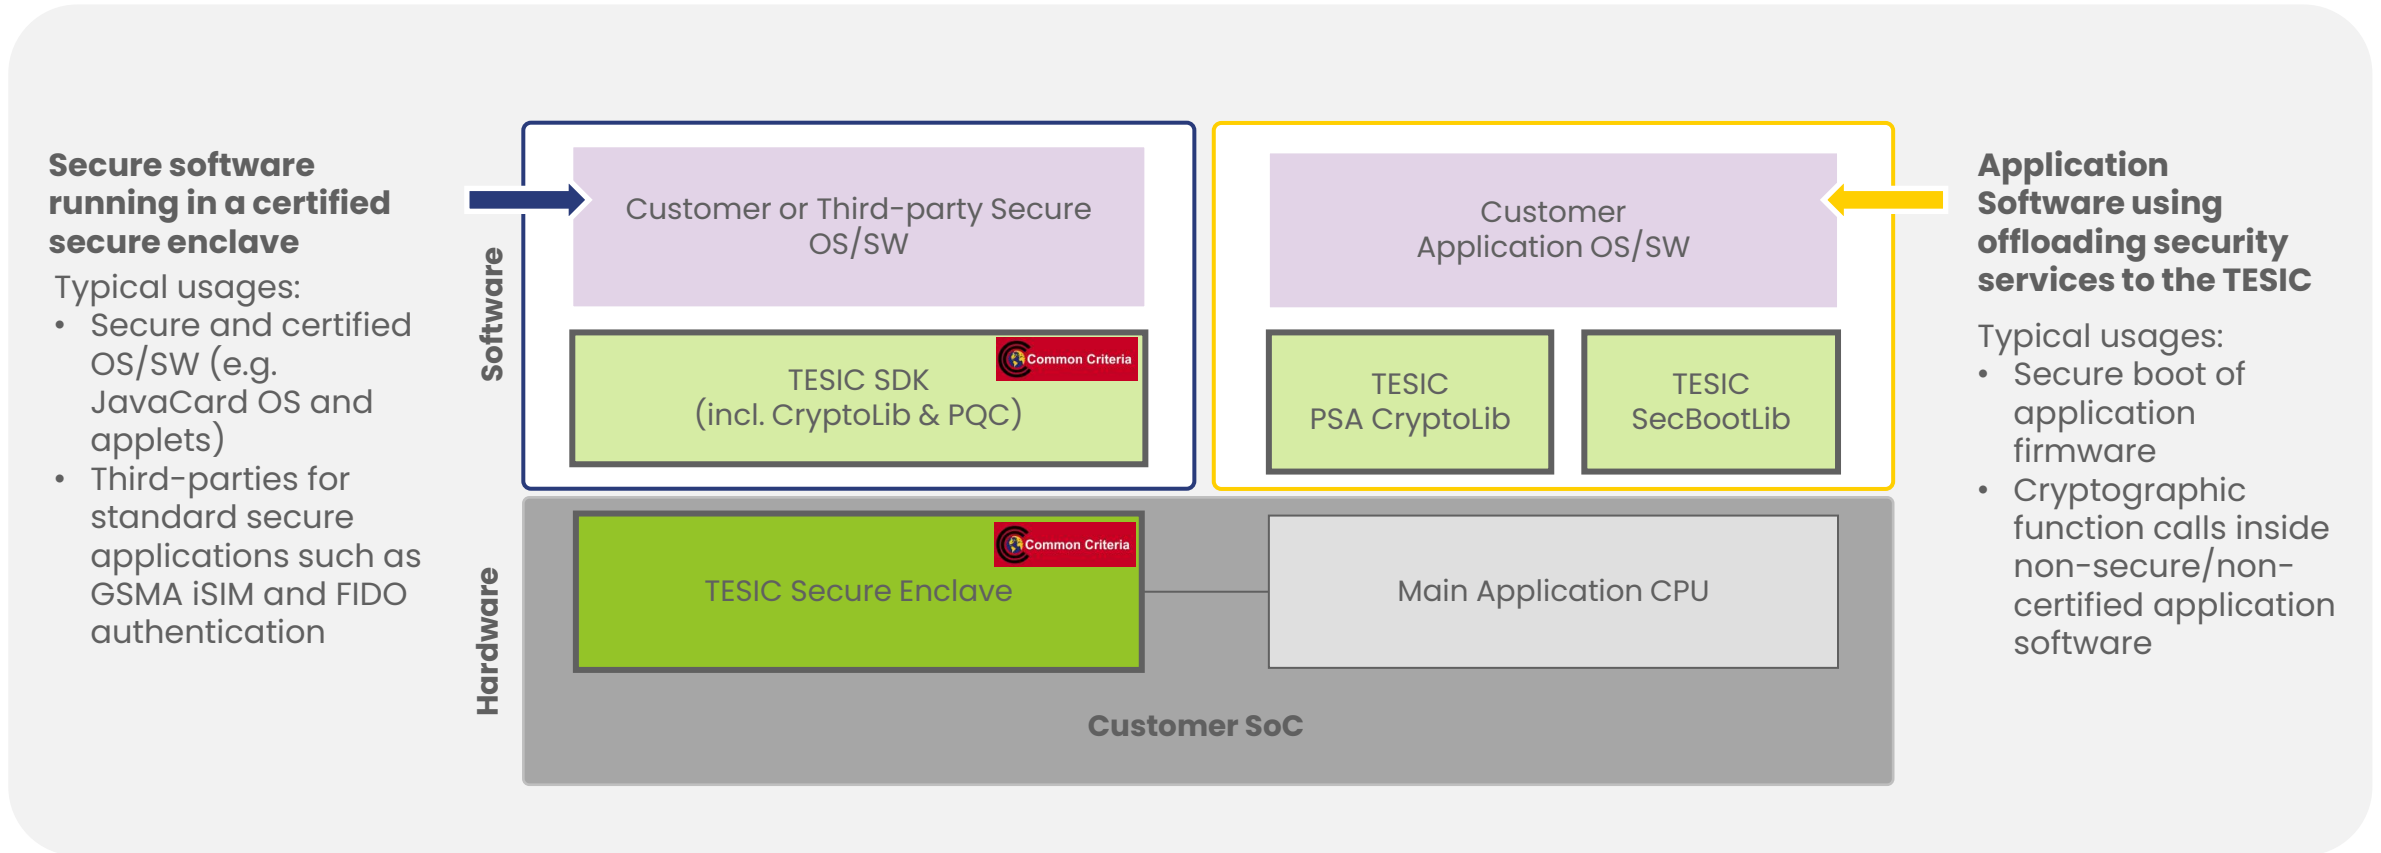 Secure software
running in a certified
secure enclave
Typical usages:
• Secure and certified
OS/SW (e.g.
JavaCard OS and
applets)
• Third-parties for
standard secure
applications such as
GSMA iSIM and FIDO
authentication
Software
Hardware
Customer or Third-party Secure
OS/SW
TESIC SDK
(incl. CryptoLib & PQC)
Common Criteria
Customer
Application OS/SW
TESIC
PSA CryptoLib
TESIC
SecBootLib
TESIC Secure Enclave
Common Criteria
Main Application CPU
Customer SoC
Application
Software using
offloading security
services to the TESIC
Typical usages:
• Secure boot of
application
firmware
• Cryptographic
function calls inside
non-secure/non-
certified application
software